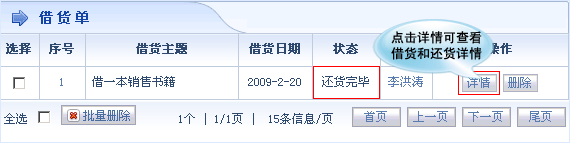 借货单
点击详情可查看
借货和还货详情
选择 序号 借货主题 借货日期 状态 操作
1 借一本销售书籍 2009-2-20 还货完毕 李洪涛 详情 删除
全选 批量删除 1个 | 1/1页 | 15条信息/页 首页 上一页 下一页 尾页